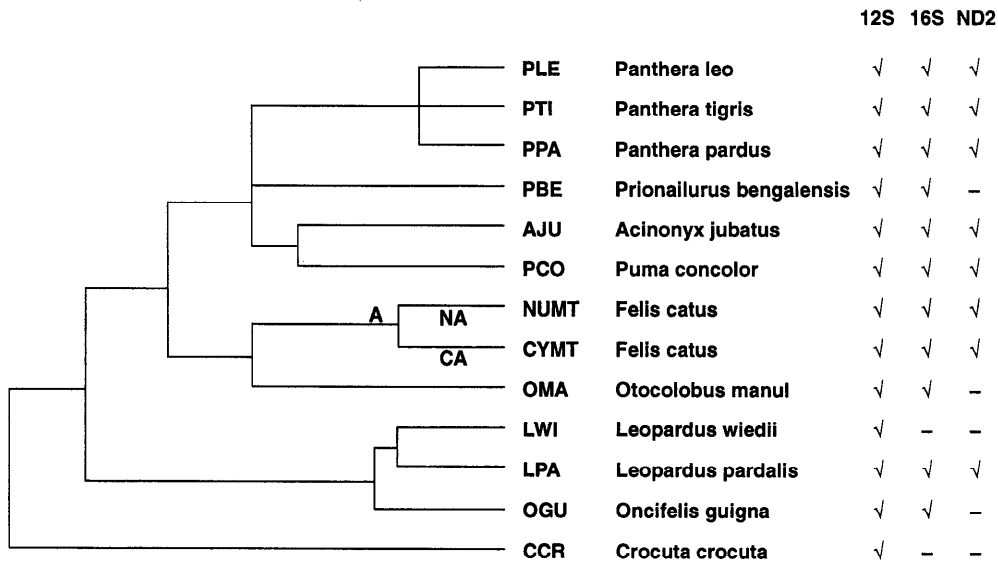 12S 16S ND2
PLE Panthera leo √ √ √
PTI Panthera tigris √ √ √
PPA Panthera pardus √ √ √
PBE Prionailurus bengalensis √ √ –
AJU Acinonyx jubatus √ √ √
PCO Puma concolor √ √ √
A NA NUMT Felis catus √ √ √
CA CYMT Felis catus √ √ √
OMA Otocolobus manul √ √ –
LWI Leopardus wiedii √ – –
LPA Leopardus pardalis √ √ √
OGU Oncifelis guigna √ √ –
CCR Crocuta crocuta √ – –